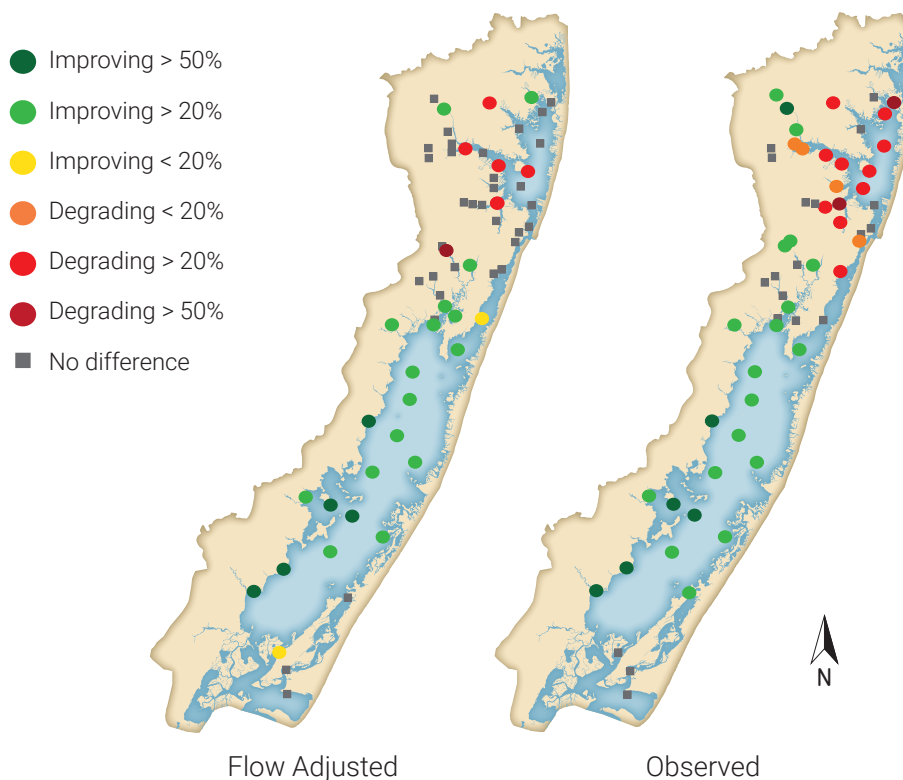 Improving > 50%
Improving > 20%
Improving < 20%
Degrading < 20%
Degrading > 20%
Degrading > 50%
No difference
N
Flow Adjusted
Observed